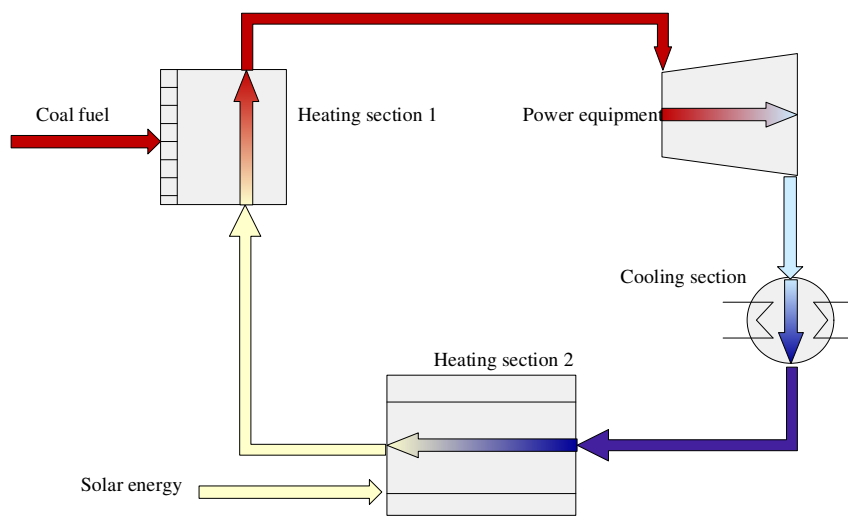 Coal fuel
Heating section 1
Power equipment
Cooling section
Heating section 2
Solar energy